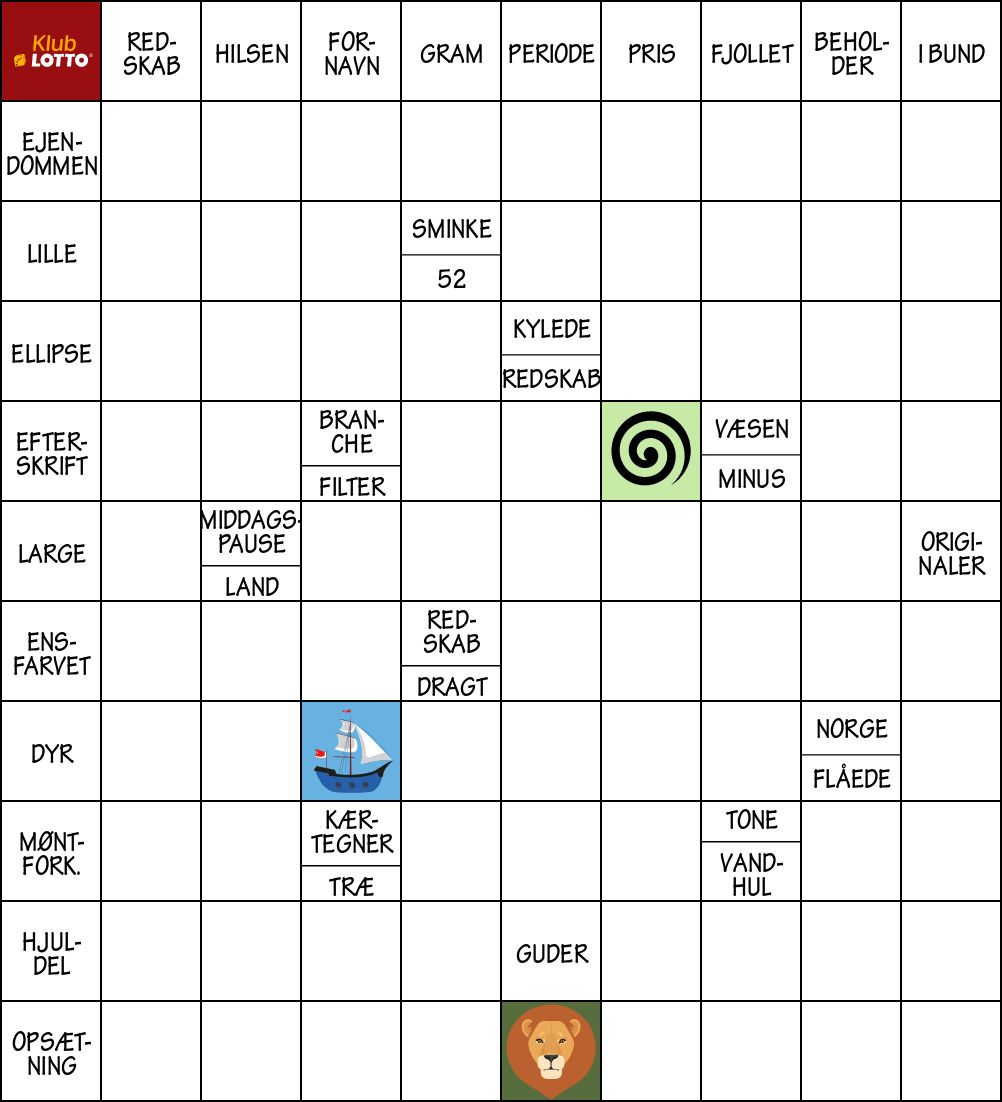 Klub
LOTTO
RED-
SKAB
HILSEN
FOR-
NAVN
GRAM
PERIODE
PRIS
FJOLLET
BEHOL-
DER
I BUND
EJEN-
DOMMEN
LILLE
SMINKE
52
ELLIPSE
KYLEDE
REDSKAB
EFTER-
SKRIFT
BRAN-
CHE
FILTER
VÆSEN
MINUS
LARGE
MIDDAGS-
PAUSE
LAND
ORIGI-
NALER
ENS-
FARVET
RED-
SKAB
DRAGT
DYR
NORGE
FLÅEDE
MØNT-
FORK.
KÆR-
TEGNER
TRÆ
TONE
VAND-
HUL
HJUL-
DEL
GUDER
OPSÆT-
NING